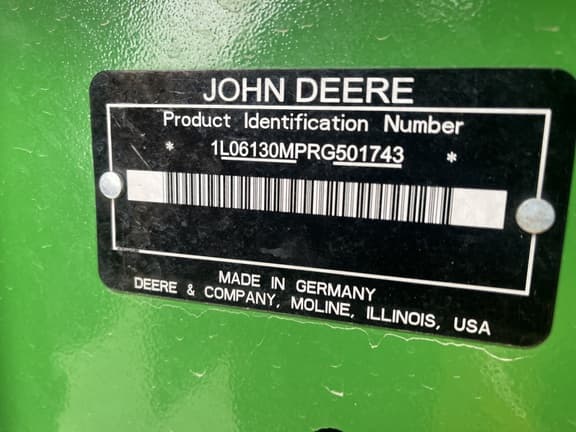 JOHN DEERE
Product Identification Number
* 1L06130MPRG501743 *
MADE IN GERMANY
DEERE & COMPANY, MOLINE, ILLINOIS, USA